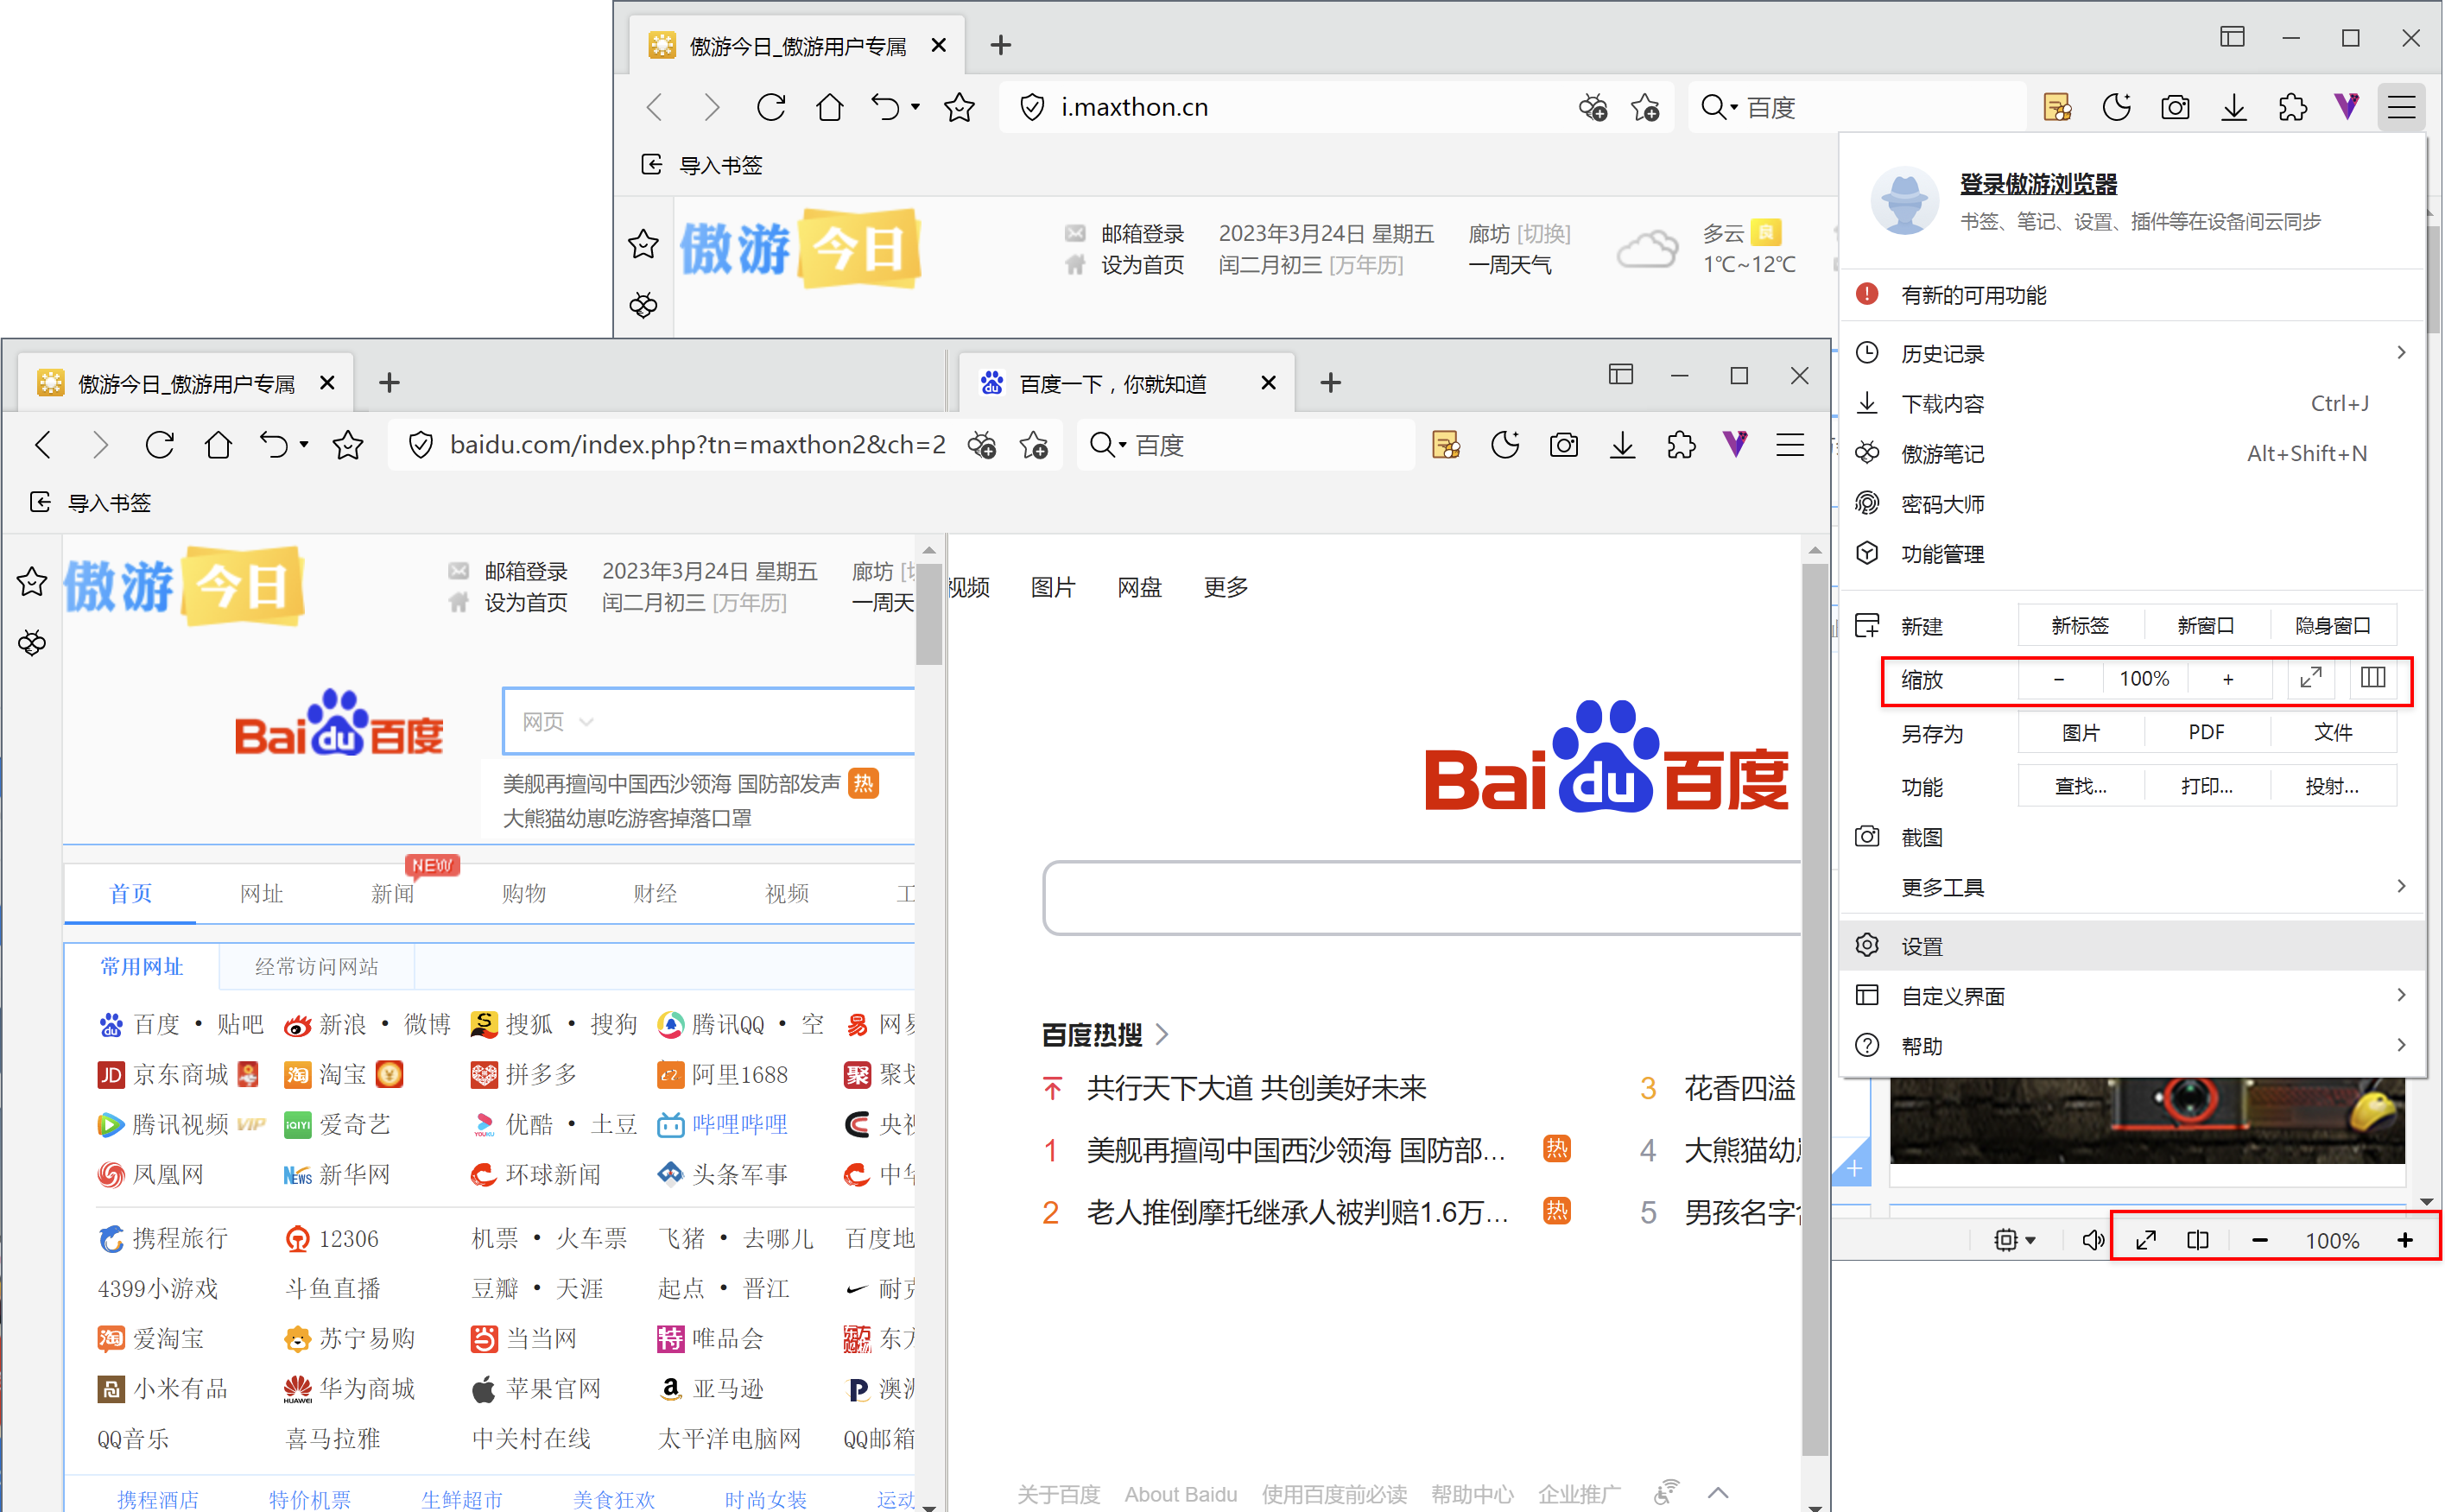 傲游今日_傲游用户专属
i.maxthon.cn
百度
导入书签
傲游 今日
邮箱登录 2023年3月24日 星期五 廊坊 [切换] 多云 良
设为首页 闰二月初三 [万年历] 一周天气 1℃~12℃
登录傲游浏览器
书签、笔记、设置、插件等在设备间云同步
有新的可用功能
历史记录
下载内容 Ctrl+J
傲游笔记 Alt+Shift+N
密码大师
功能管理
新建 新标签 新窗口 隐身窗口
缩放 − 100% +
另存为 图片 PDF 文件
功能 查找... 打印... 投射...
截图
更多工具
设置
自定义界面
帮助
100%
傲游今日_傲游用户专属
百度一下，你就知道
baidu.com/index.php?tn=maxthon2&ch=2
百度
导入书签
傲游 今日
邮箱登录 2023年3月24日 星期五 廊坊
设为首页 闰二月初三 [万年历] 一周天
Bai du 百度
网页
美舰再擅闯中国西沙领海 国防部发声 热
大熊猫幼崽吃游客掉落口罩
NEW
首页 网址 新闻 购物 财经 视频 工
常用网址 经常访问网站
百度 • 贴吧 新浪 • 微博 搜狐 • 搜狗 腾讯QQ • 空 网易
京东商城 淘宝 拼多多 阿里1688 聚划
腾讯视频 VIP 爱奇艺 优酷 • 土豆 哔哩哔哩 央视
凤凰网 新华网 环球新闻 头条军事 中华
携程旅行 12306 机票 • 火车票 飞猪 • 去哪儿 百度地
4399小游戏 斗鱼直播 豆瓣 • 天涯 起点 • 晋江 耐克
爱淘宝 苏宁易购 当当网 唯品会 东方
小米有品 华为商城 苹果官网 亚马逊 澳洲
QQ音乐 喜马拉雅 中关村在线 太平洋电脑网 QQ邮箱
携程酒店 特价机票 生鲜超市 美食狂欢 时尚女装 运动
视频 图片 网盘 更多
Bai du 百度
百度热搜
共行天下大道 共创美好未来
1 美舰再擅闯中国西沙领海 国防部... 热
2 老人推倒摩托继承人被判赔1.6万... 热
3 花香四溢
4 大熊猫幼崽
5 男孩名字
关于百度 About Baidu 使用百度前必读 帮助中心 企业推广